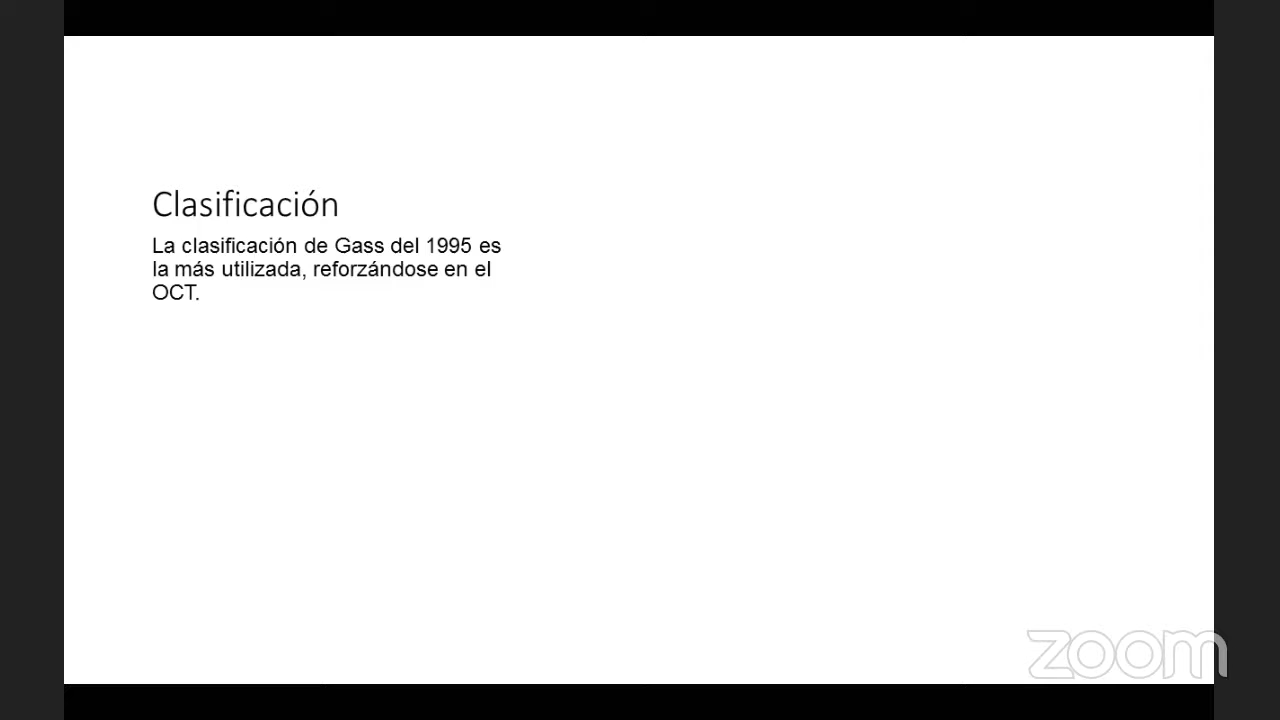 Clasificación
La clasificación de Gass del 1995 es
la más utilizada, reforzándose en el
OCT.
zoom